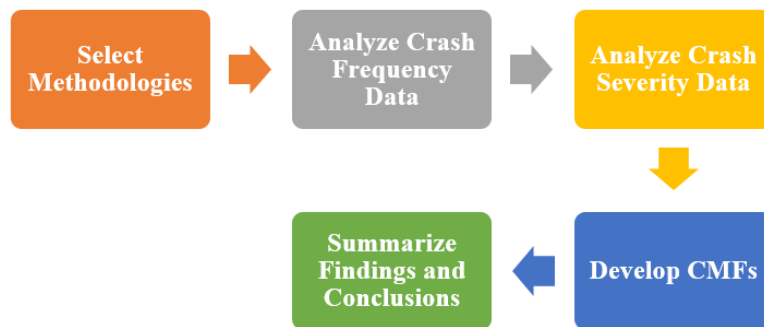 Select
Methodologies
Analyze Crash
Frequency
Data
Analyze Crash
Severity Data
Develop CMFs
Summarize
Findings and
Conclusions